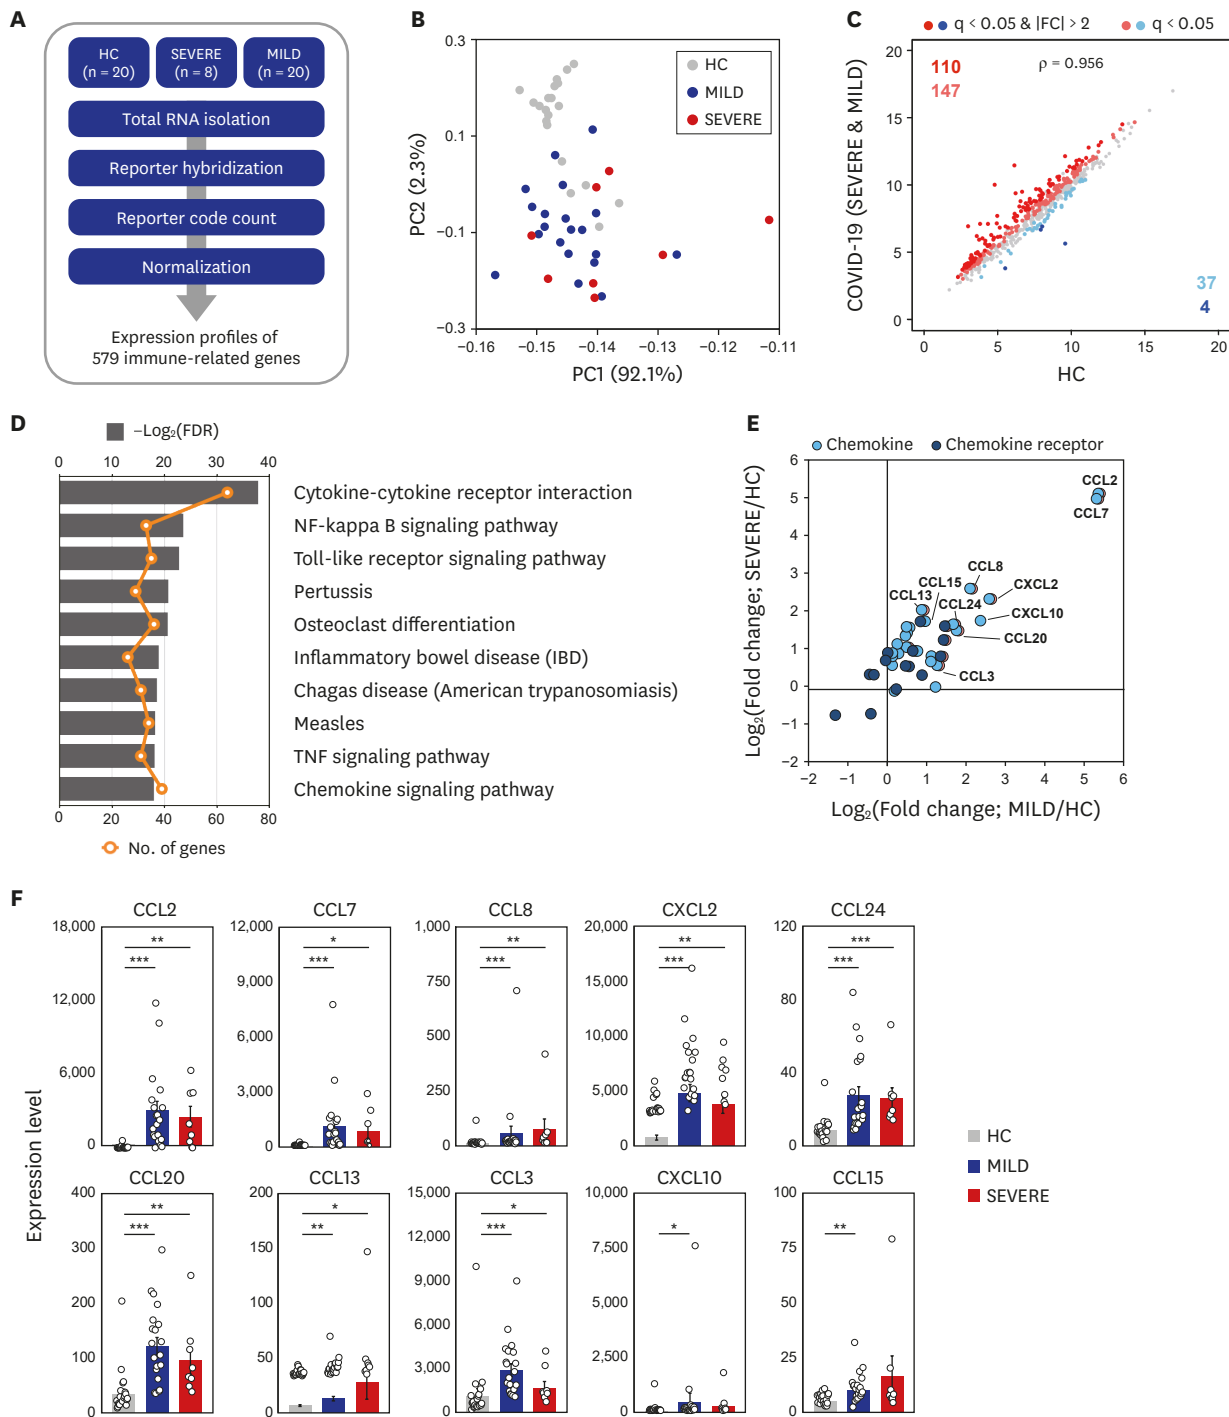 A
HC
(n = 20)
SEVERE
(n = 8)
MILD
(n = 20)
Total RNA isolation
Reporter hybridization
Reporter code count
Normalization
Expression profiles of
579 immune-related genes
B
0.3
0.1
−0.1
−0.3
PC2 (2.3%)
HC
MILD
SEVERE
−0.16
−0.15
−0.14
−0.13
−0.12
−0.11
PC1 (92.1%)
C
q < 0.05 & |FC| > 2
q < 0.05
20
15
10
5
0
COVID-19 (SEVERE & MILD)
110
147
ρ = 0.956
37
4
0
5
10
15
20
HC
D
−Log₂(FDR)
0
10
20
30
40
Cytokine-cytokine receptor interaction
NF-kappa B signaling pathway
Toll-like receptor signaling pathway
Pertussis
Osteoclast differentiation
Inflammatory bowel disease (IBD)
Chagas disease (American trypanosomiasis)
Measles
TNF signaling pathway
Chemokine signaling pathway
0
20
40
60
80
No. of genes
E
Chemokine
Chemokine receptor
6
5
4
3
2
1
0
−1
−2
Log₂(Fold change; SEVERE/HC)
CCL2
CCL7
CCL8
CCL15
CXCL2
CCL13
CCL24
CXCL10
CCL20
CCL3
−2
−1
0
1
2
3
4
5
6
Log₂(Fold change; MILD/HC)
F
Expression level
CCL2
18,000
12,000
6,000
0
**
***
CCL7
12,000
9,000
6,000
3,000
0
*
***
CCL8
1,000
750
500
250
0
**
***
CXCL2
20,000
15,000
10,000
5,000
0
**
***
CCL24
120
80
40
0
***
***
HC
MILD
SEVERE
CCL20
400
300
200
100
0
**
***
CCL13
200
150
100
50
0
*
**
CCL3
15,000
12,000
9,000
6,000
3,000
0
*
***
CXCL10
10,000
7,500
5,000
2,500
0
*
CCL15
100
75
50
25
0
**